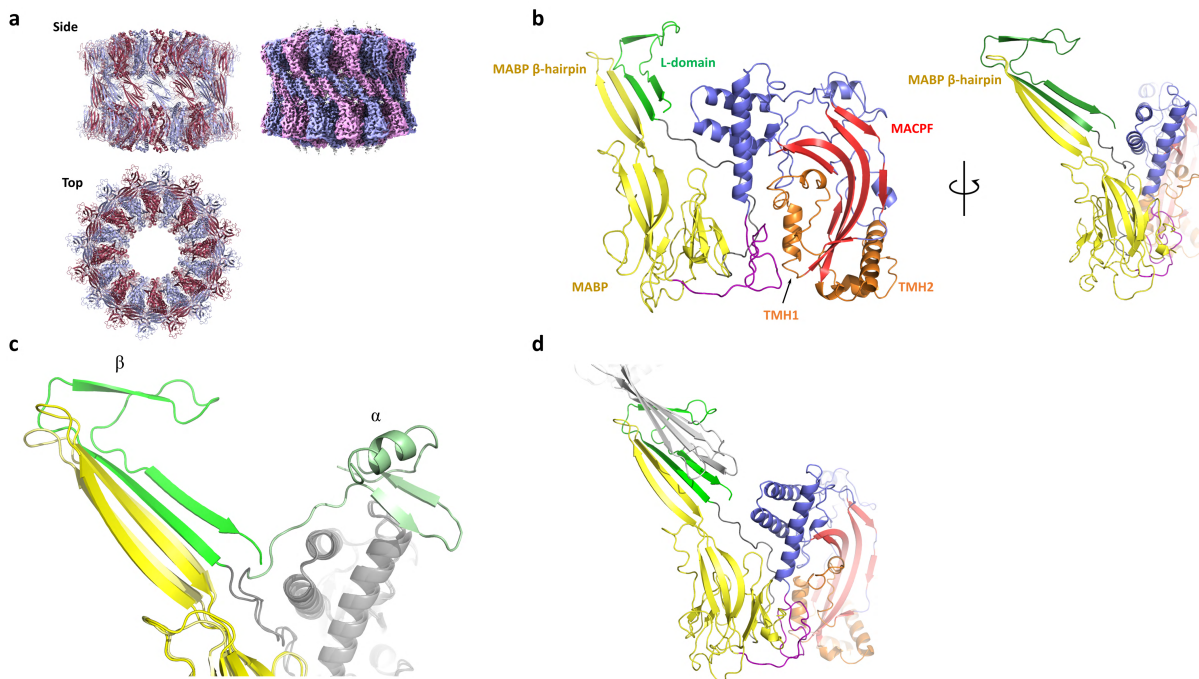 a
Side
Top
b
MABP β-hairpin
L-domain
MACPF
MABP
TMH1
TMH2
MABP β-hairpin
c
β
α
d